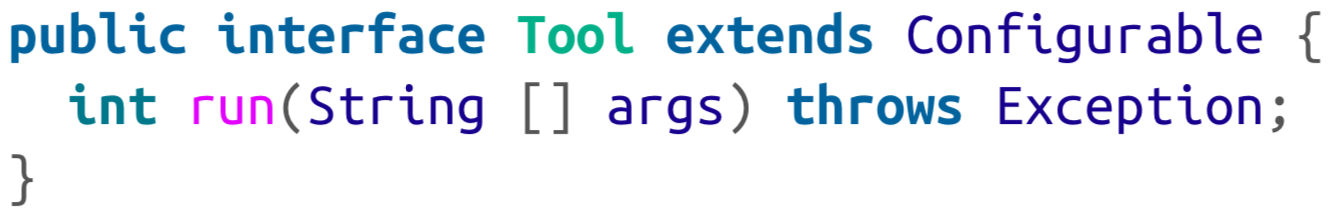 public interface Tool extends Configurable {
  int run(String [] args) throws Exception;
}